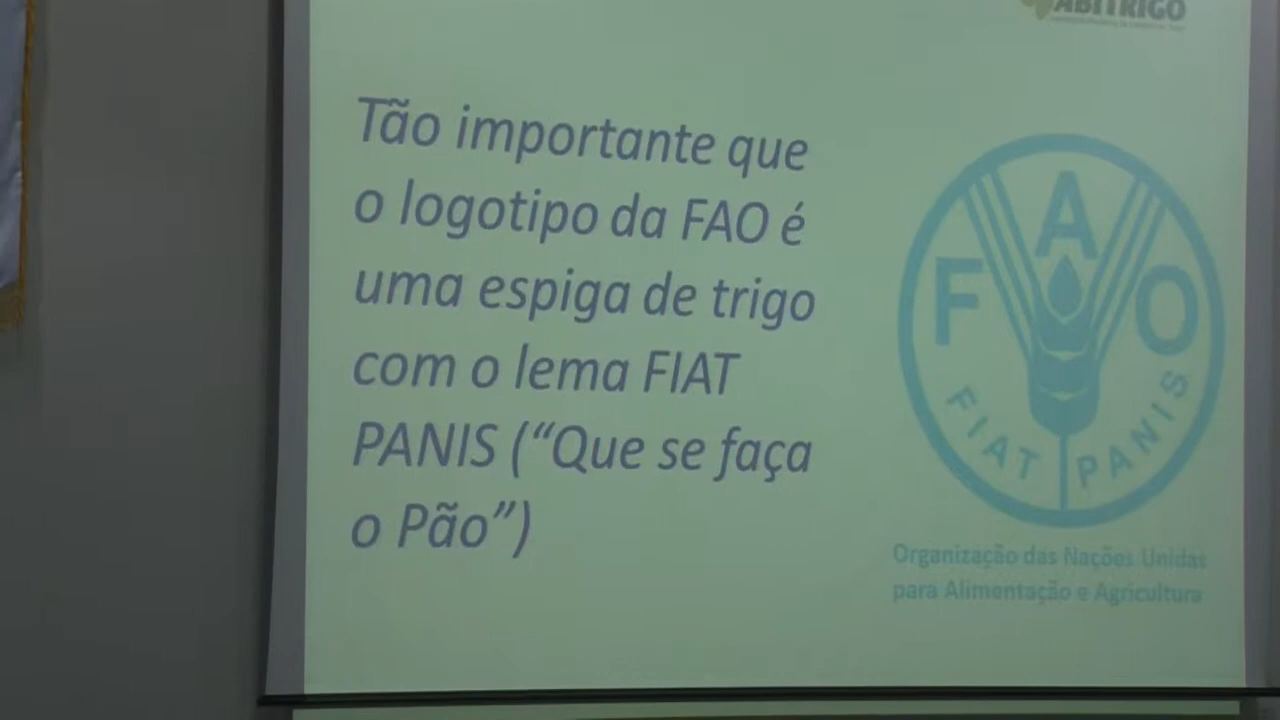 ABITRIGO
Tão importante que
o logotipo da FAO é
uma espiga de trigo
com o lema FIAT
PANIS (“Que se faça
o Pão”)
F A O
FIAT PANIS
Organização das Nações Unidas
para Alimentação e Agricultura